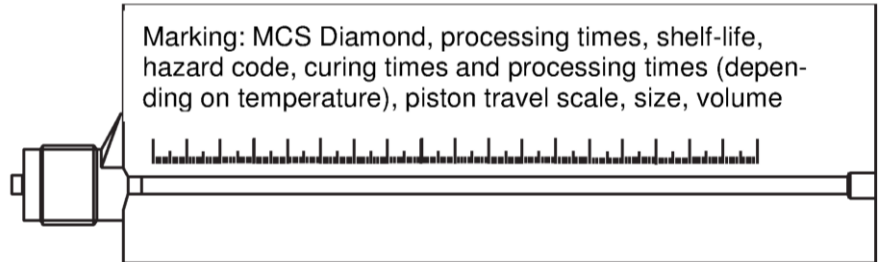 Marking: MCS Diamond, processing times, shelf-life,
hazard code, curing times and processing times (depen-
ding on temperature), piston travel scale, size, volume